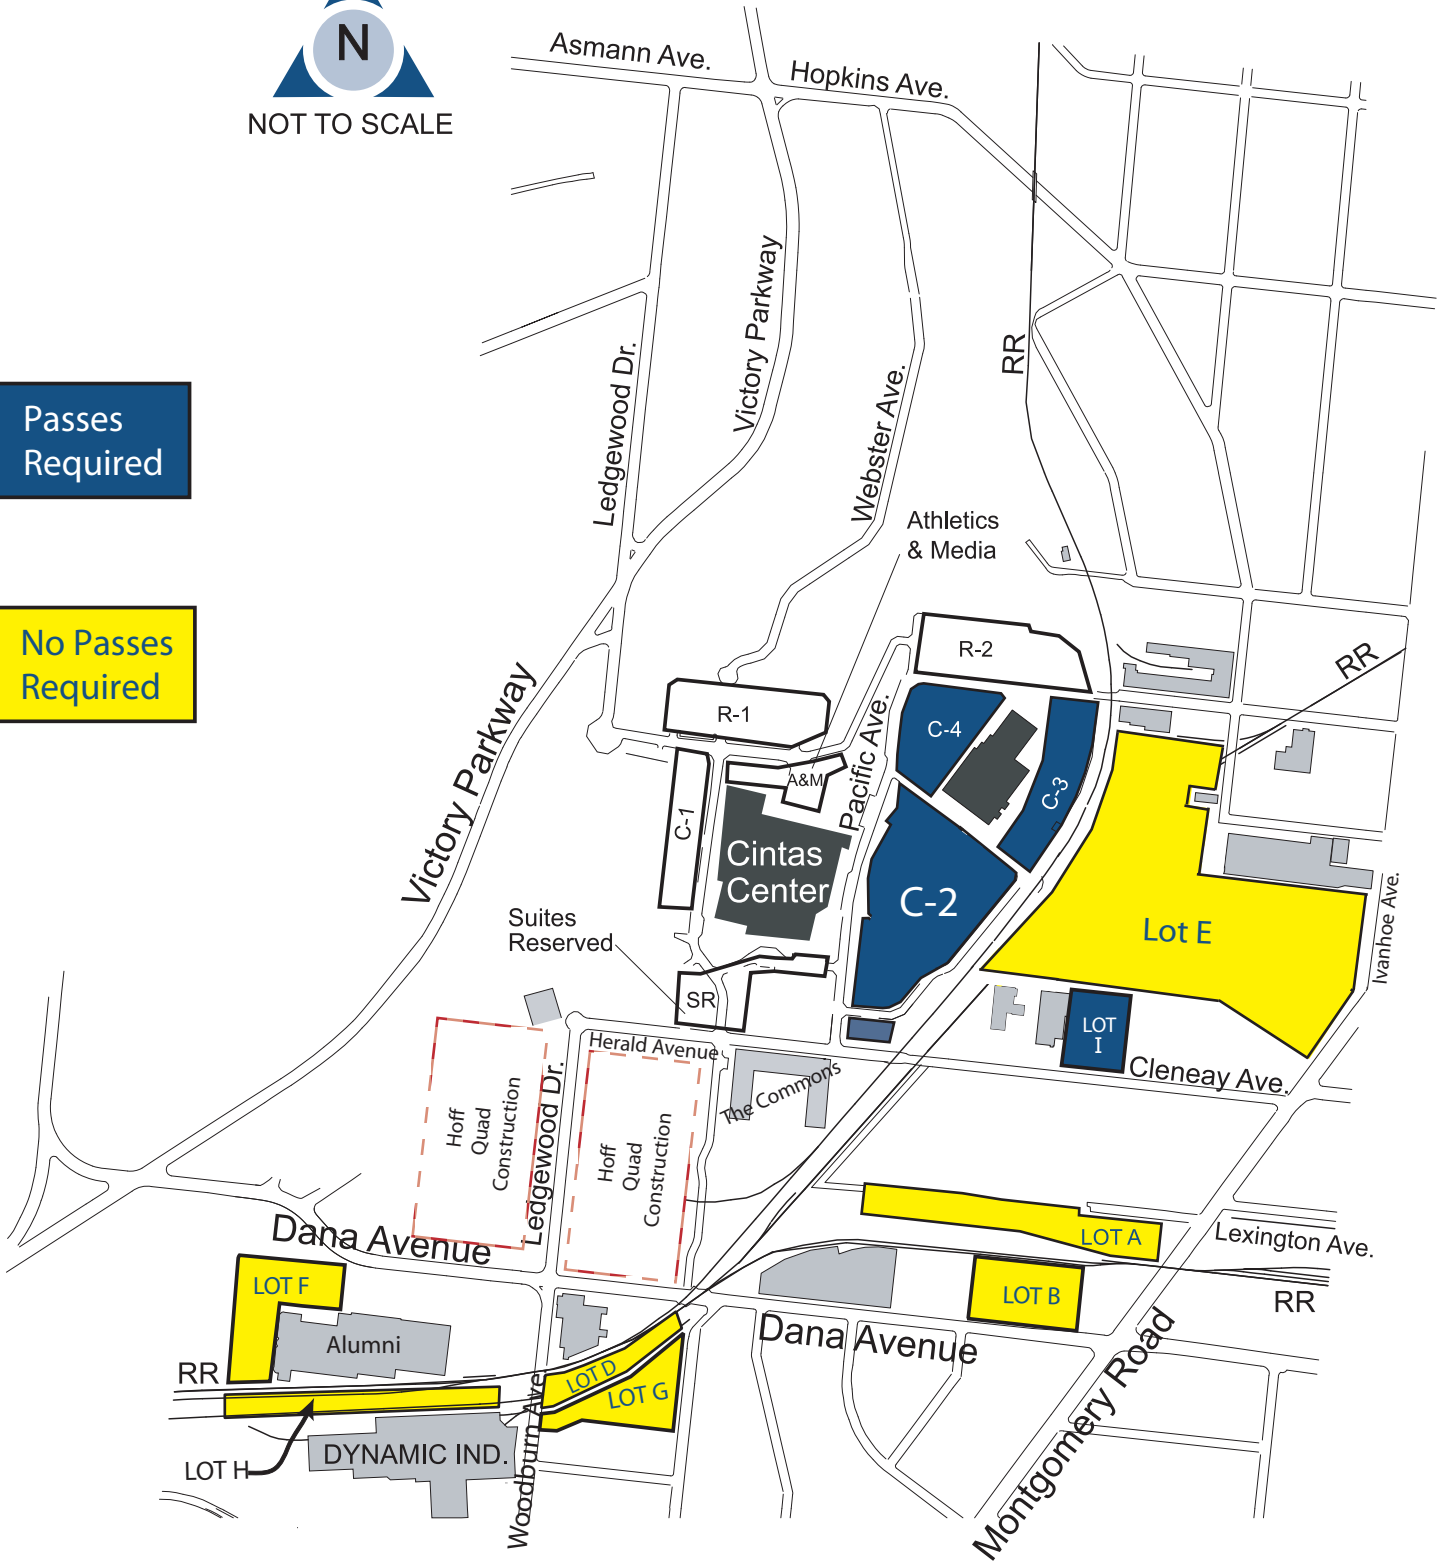 N
NOT TO SCALE
Asmann Ave.
Hopkins Ave.
Passes
Required
No Passes
Required
Ledgewood Dr.
Victory Parkway
Webster Ave.
RR
Athletics
& Media
RR
Victory Parkway
R-2
R-1
C-4
A&M
Pacific Ave.
C-3
C-1
Cintas
Center
C-2
Lot E
Ivanhoe Ave.
Suites
Reserved
SR
LOT
I
Herald Avenue
Cleneay Ave.
The Commons
Hoff
Quad
Construction
Ledgewood Dr.
Hoff
Quad
Construction
Dana Avenue
LOT A
Lexington Ave.
LOT F
LOT B
RR
Alumni
Dana Avenue
RR
LOT D
LOT G
Montgomery Road
Woodburn Ave.
DYNAMIC IND.
LOT H